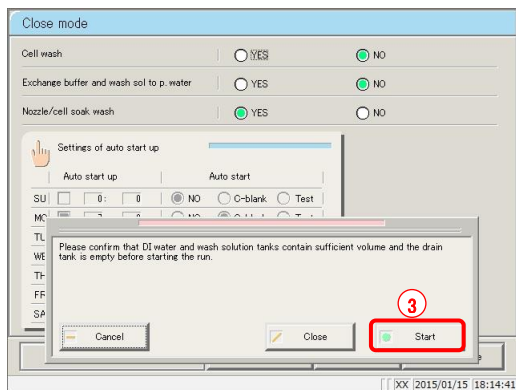 Close mode
Cell wash YES NO
Exchange buffer and wash sol to p. water YES NO
Nozzle/cell soak wash YES NO
Settings of auto start up
Auto start up Auto start
SU 0: 0 NO C-blank Test
MO
TU
WE
TH
FR
SA
Please confirm that DI water and wash solution tanks contain sufficient volume and the drain
tank is empty before starting the run.
3
Cancel Close Start
XX 2015/01/15 18:14:41